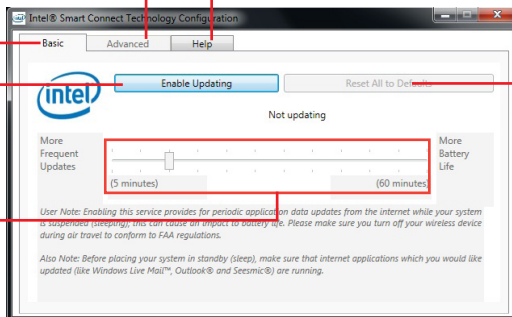 Intel® Smart Connect Technology Configuration
Basic Advanced Help
intel
Enable Updating Reset All to Defaults
Not updating
More Frequent Updates
More Battery Life
(5 minutes) (60 minutes)
User Note: Enabling this service provides for periodic application data updates from the internet while your system
is suspended (sleeping); this can cause an impact to battery life. Please make sure you turn off your wireless device
during air travel to conform to FAA regulations.
Also Note: Before placing your system in standby (sleep), make sure that internet applications which you would like
updated (like Windows Live Mail™, Outlook® and Seesmic®) are running.